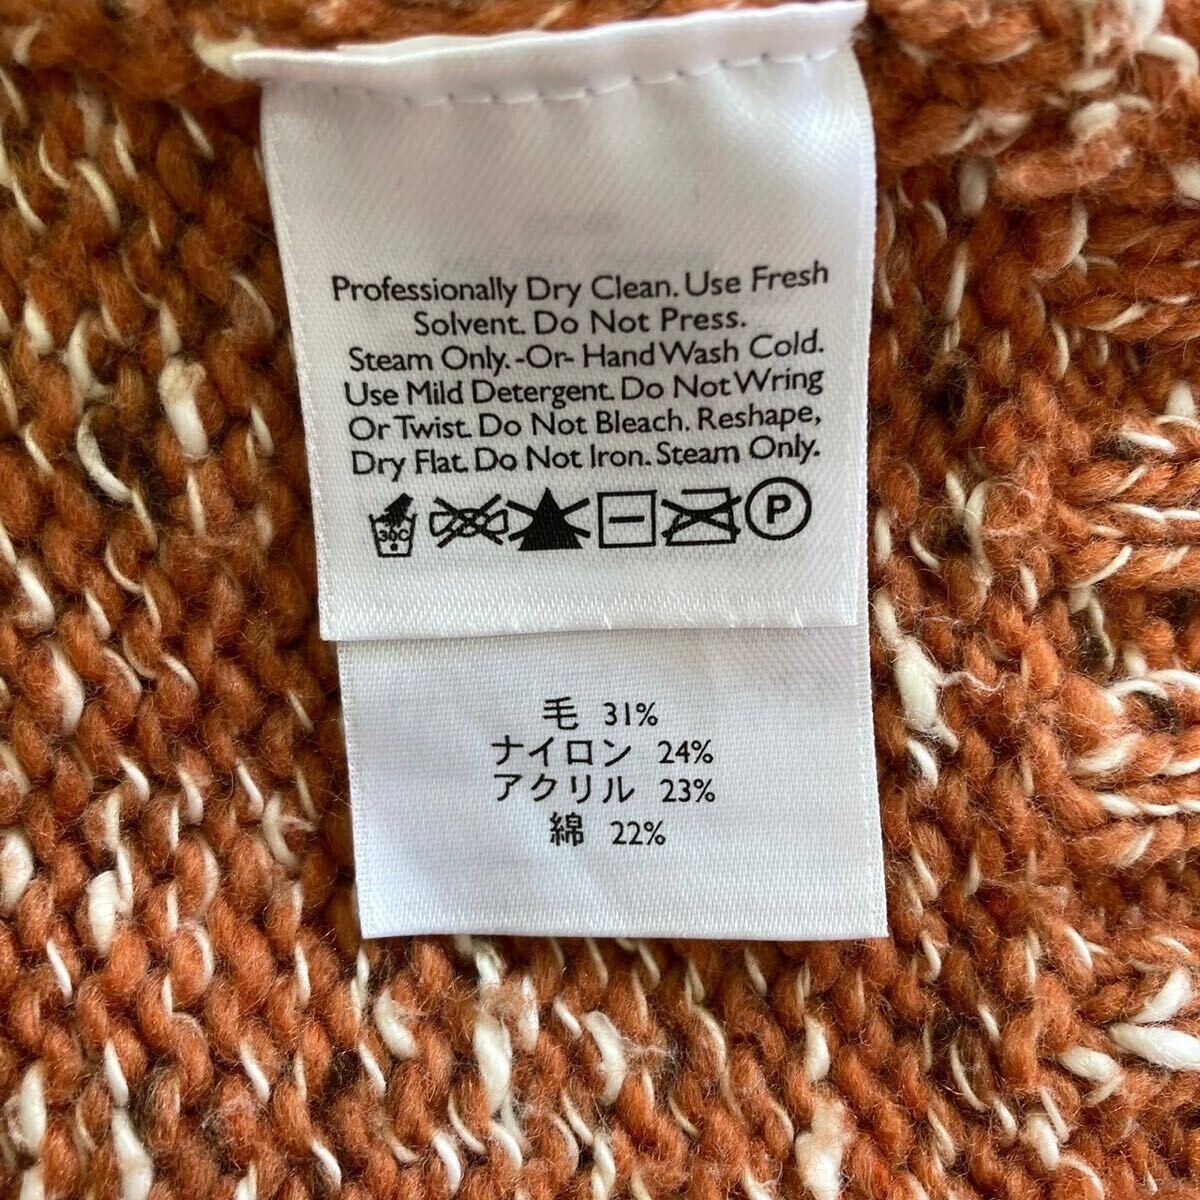 Professionally Dry Clean. Use Fresh
Solvent. Do Not Press.
Steam Only. -Or- Hand Wash Cold.
Use Mild Detergent. Do Not Wring
Or Twist. Do Not Bleach. Reshape,
Dry Flat. Do Not Iron. Steam Only.
30C P
毛 31%
ナイロン 24%
アクリル 23%
綿 22%